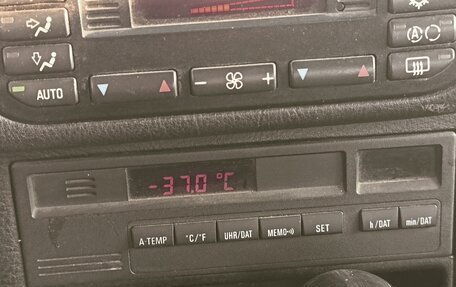 AUTO
- +
A
-37.0 °C
A-TEMP °C/°F UHR/DAT MEMO SET h/DAT min/DAT